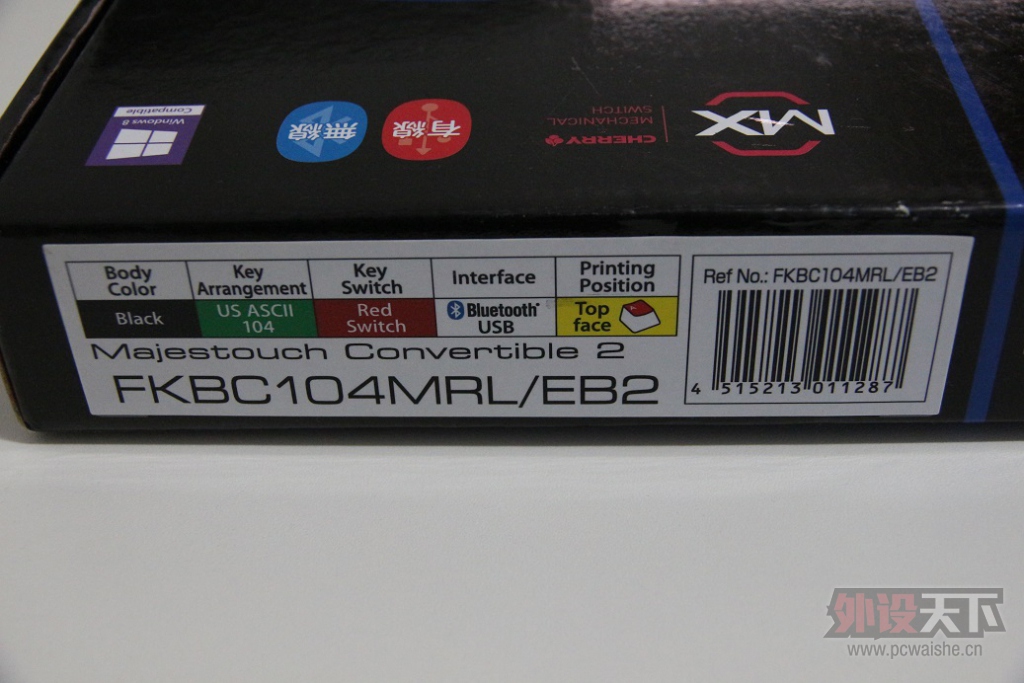 Windows 8
Compatible
無線
有線
CHERRY
MECHANICAL
SWITCH
MX
Body Color
Key Arrangement
Key Switch
Interface
Printing Position
Black
US ASCII 104
Red Switch
Bluetooth USB
Top face
Majestouch Convertible 2
FKBC104MRL/EB2
Ref No.: FKBC104MRL/EB2
4 515213 011287
外设天下
www.pcwaishe.cn